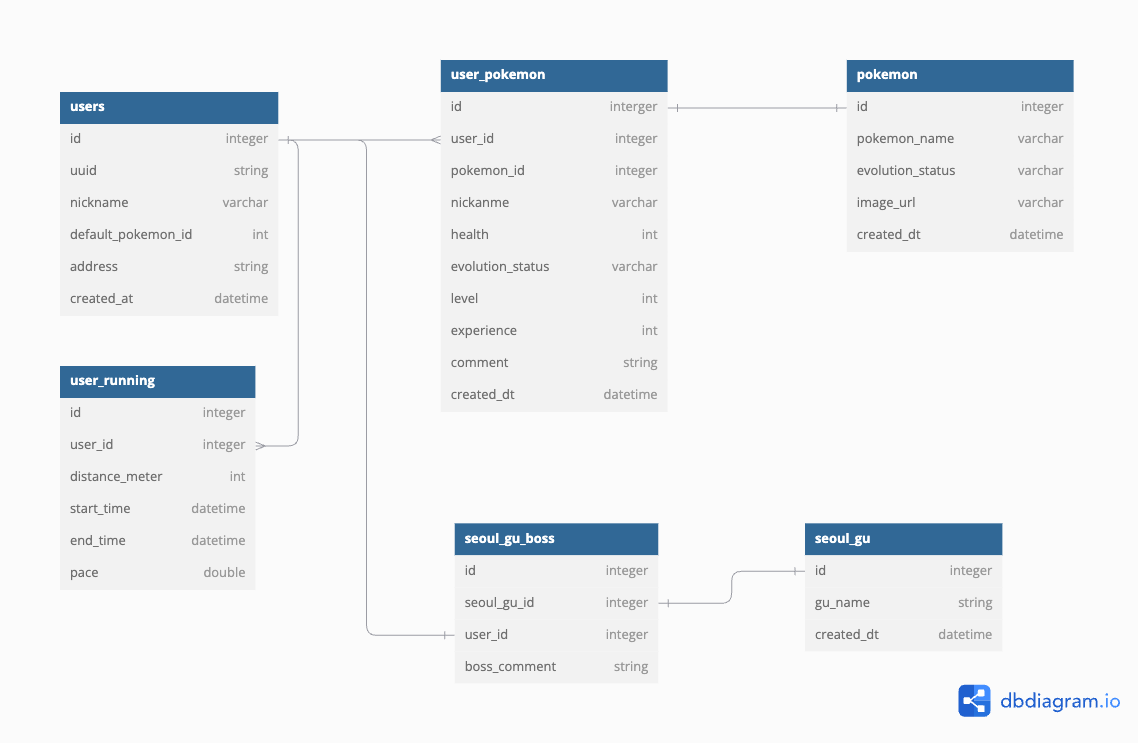 users
id integer
uuid string
nickname varchar
default_pokemon_id int
address string
created_at datetime
user_running
id integer
user_id integer
distance_meter int
start_time datetime
end_time datetime
pace double
user_pokemon
id interger
user_id integer
pokemon_id integer
nickanme varchar
health int
evolution_status varchar
level int
experience int
comment string
created_dt datetime
pokemon
id integer
pokemon_name varchar
evolution_status varchar
image_url varchar
created_dt datetime
seoul_gu_boss
id integer
seoul_gu_id integer
user_id integer
boss_comment string
seoul_gu
id integer
gu_name string
created_dt datetime
dbdiagram.io